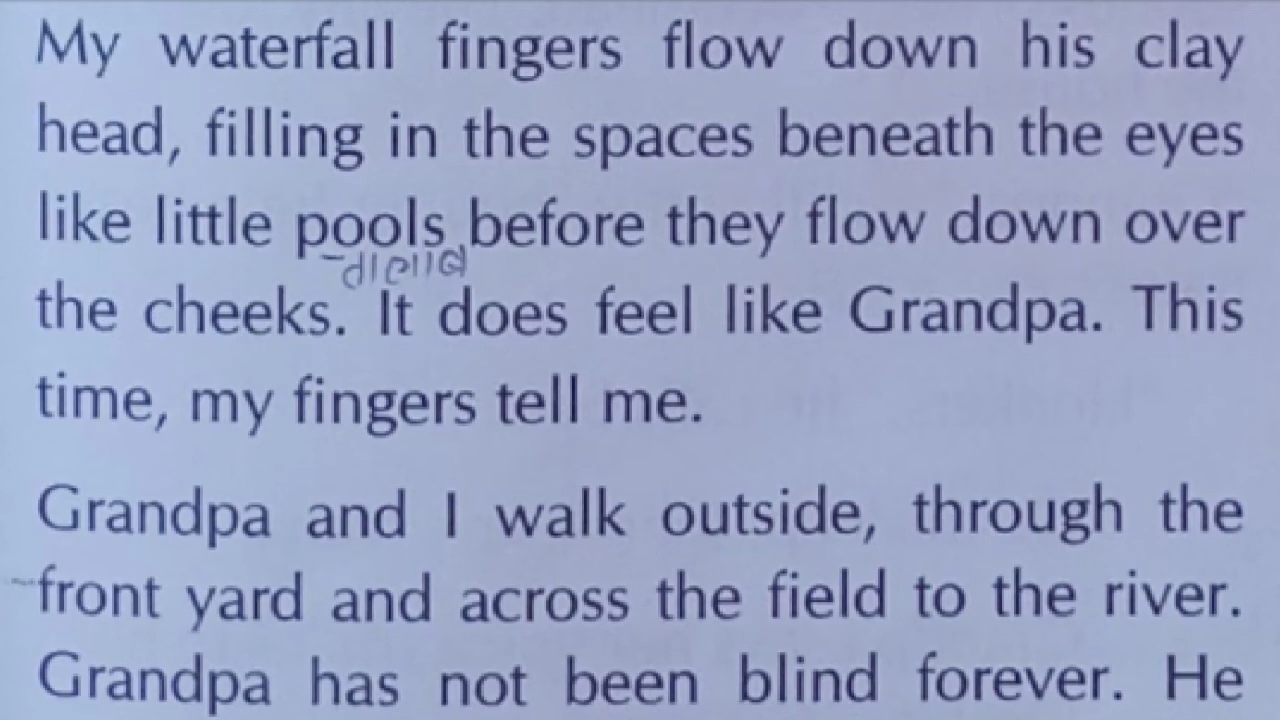 My waterfall fingers flow down his clay
head, filling in the spaces beneath the eyes
like little pools before they flow down over
the cheeks. It does feel like Grandpa. This
time, my fingers tell me.
Grandpa and I walk outside, through the
front yard and across the field to the river.
Grandpa has not been blind forever. He